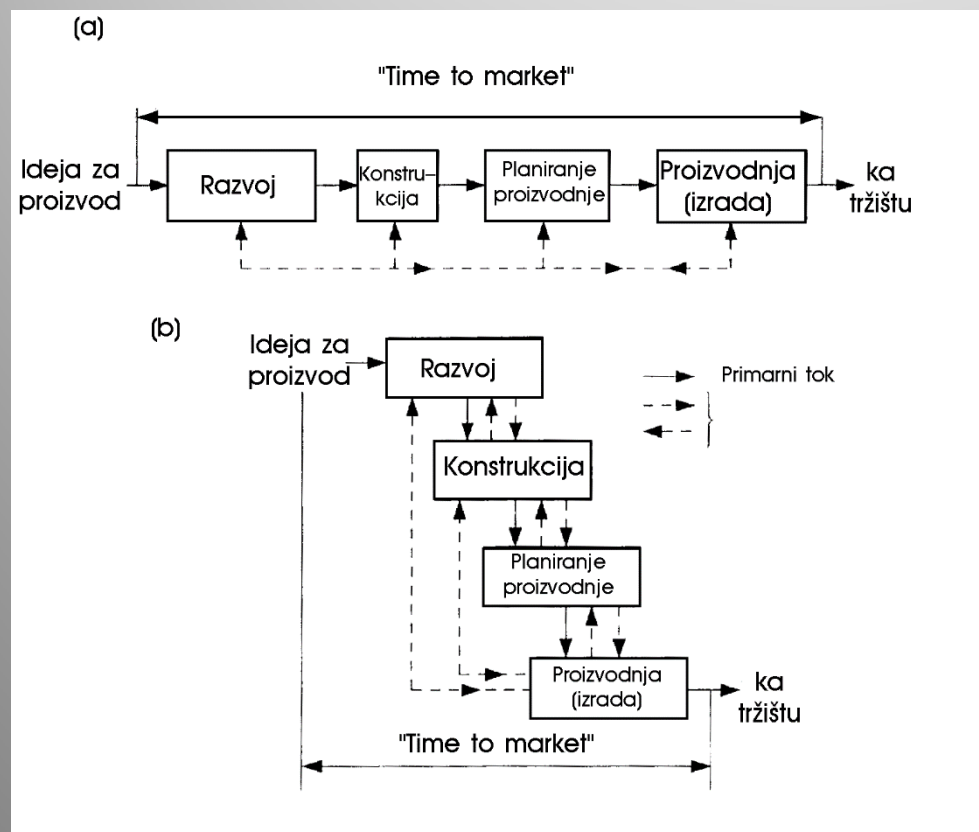 (a)
"Time to market"
Ideja za
proizvod
Razvoj
Konstru-
kcija
Planiranje
proizvodnje
Proizvodnja
(izrada)
ka
tržištu
(b)
Ideja za
proizvod
Razvoj
Primarni tok
Konstrukcija
Planiranje
proizvodnje
Proizvodnja
(izrada)
ka
tržištu
"Time to market"